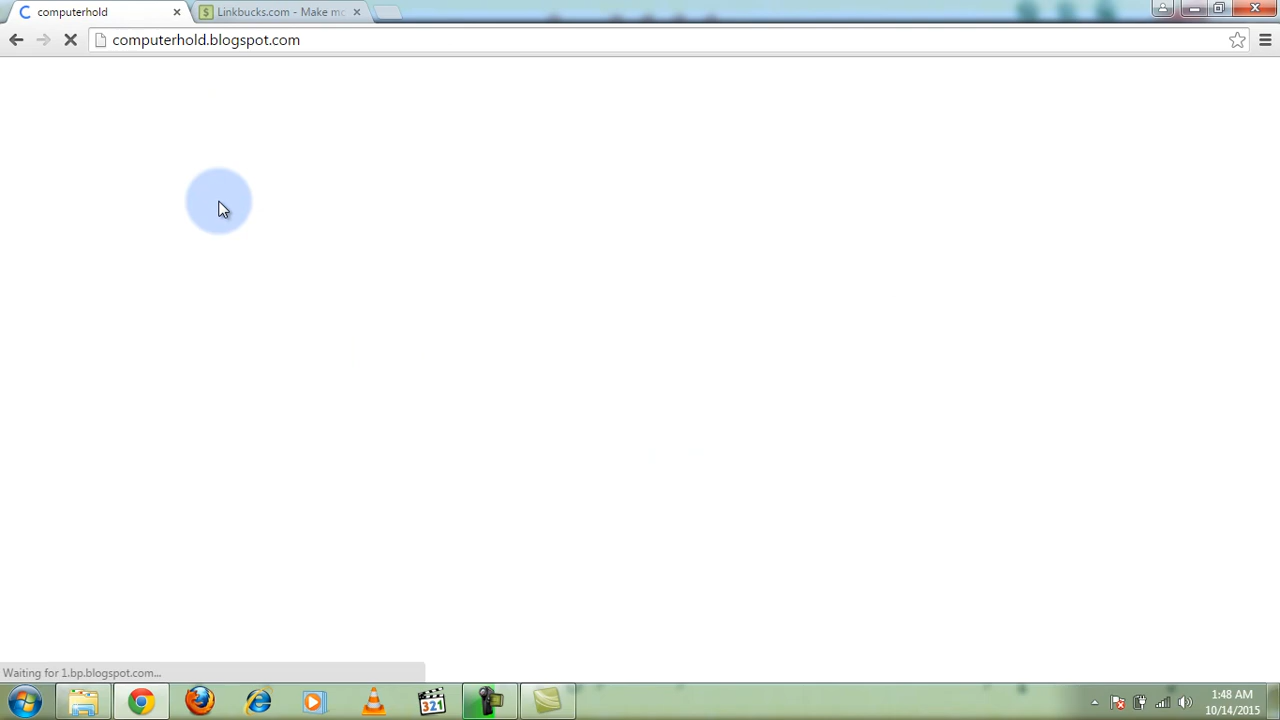 computerhold
Linkbucks.com - Make mo
computerhold.blogspot.com
Waiting for 1.bp.blogspot.com...
321
1:48 AM
10/14/2015